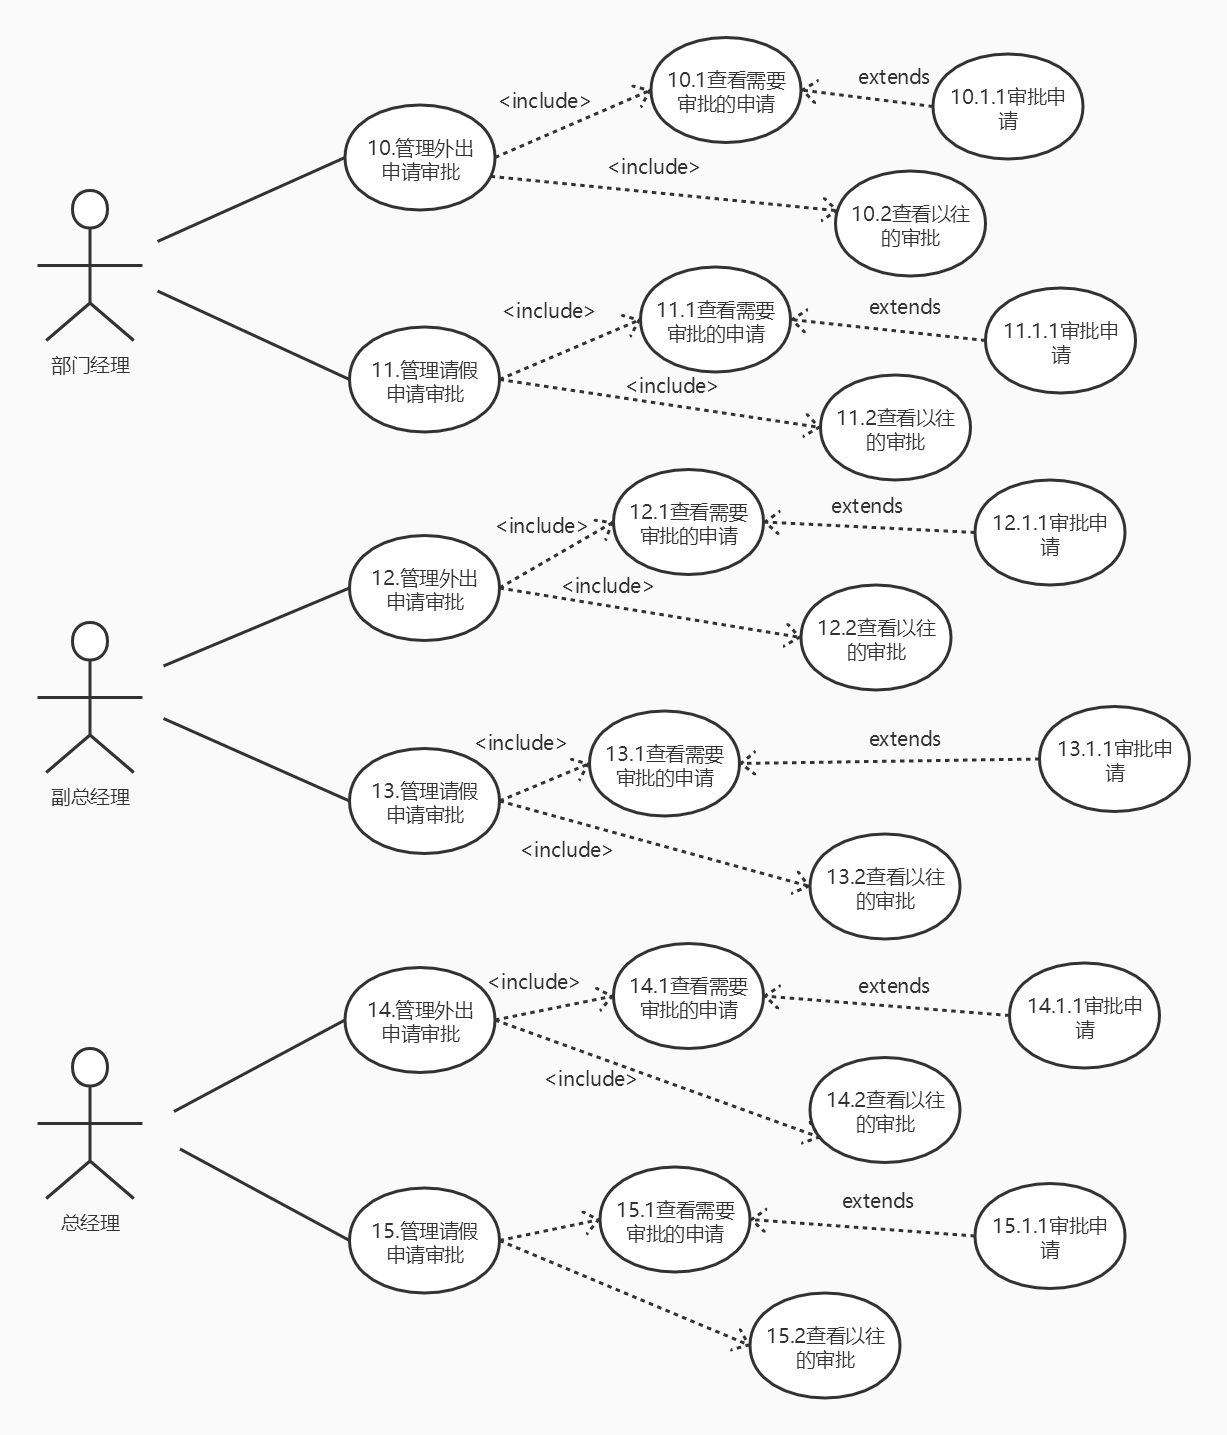 部门经理
10.管理外出
申请审批
<include>
10.1查看需要
审批的申请
extends
10.1.1审批申
请
<include>
10.2查看以往
的审批
11.管理请假
申请审批
<include>
11.1查看需要
审批的申请
extends
11.1.1审批申
请
<include>
11.2查看以往
的审批
副总经理
12.管理外出
申请审批
<include>
12.1查看需要
审批的申请
extends
12.1.1审批申
请
<include>
12.2查看以往
的审批
13.管理请假
申请审批
<include>
13.1查看需要
审批的申请
extends
13.1.1审批申
请
<include>
13.2查看以往
的审批
总经理
14.管理外出
申请审批
<include>
14.1查看需要
审批的申请
extends
14.1.1审批申
请
<include>
14.2查看以往
的审批
15.管理请假
申请审批
15.1查看需要
审批的申请
extends
15.1.1审批申
请
15.2查看以往
的审批